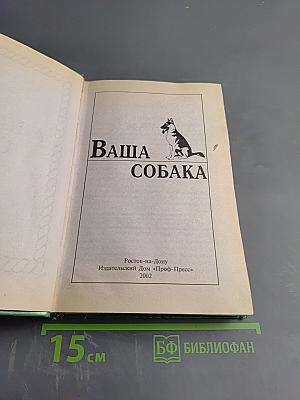 ВАША
СОБАКА
Ростов-на-Дону
Издательский Дом «Проф-Пресс»
2002
15 см
БФ БИБЛИОФАН